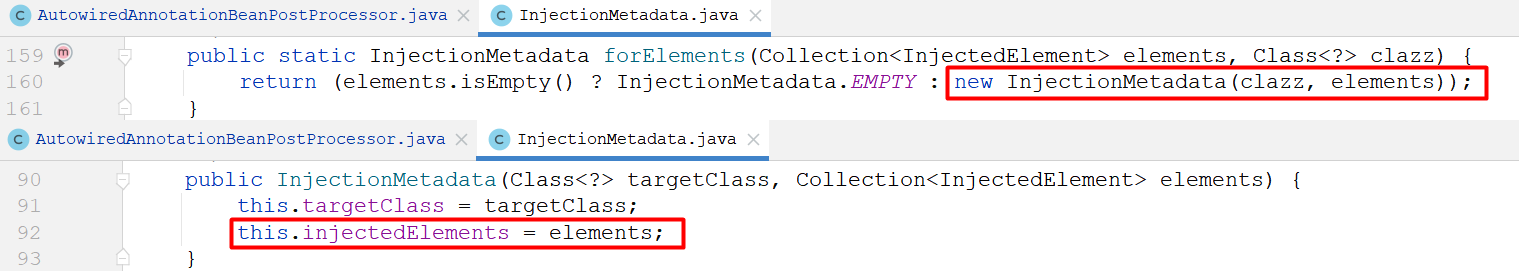 C AutowiredAnnotationBeanPostProcessor.java × C InjectionMetadata.java ×
159 m public static InjectionMetadata forElements(Collection<InjectedElement> elements, Class<?> clazz) {
160 return (elements.isEmpty() ? InjectionMetadata.EMPTY : new InjectionMetadata(clazz, elements));
161 }
C AutowiredAnnotationBeanPostProcessor.java × C InjectionMetadata.java ×
90 public InjectionMetadata(Class<?> targetClass, Collection<InjectedElement> elements) {
91 this.targetClass = targetClass;
92 this.injectedElements = elements;
93 }